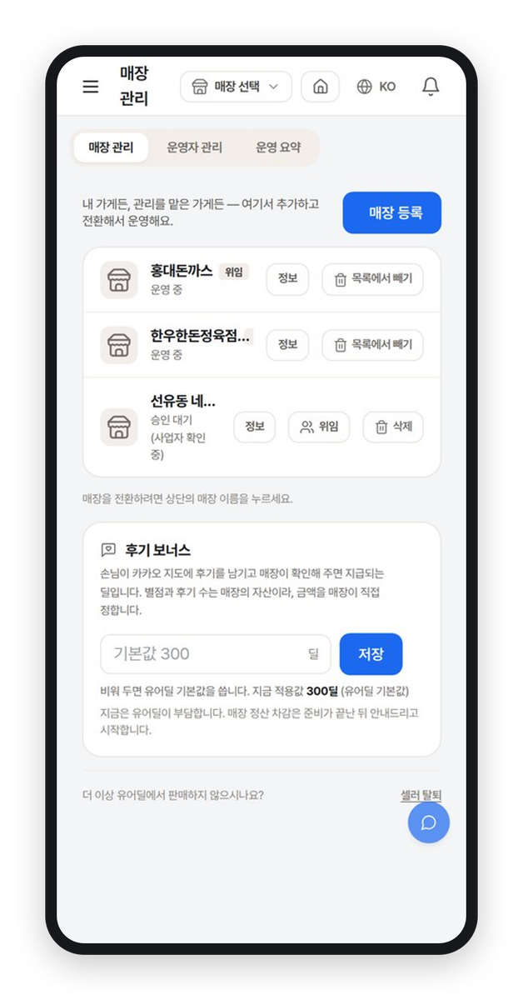 매장
관리
매장 선택
KO
매장 관리
운영자 관리
운영 요약
내 가게든, 관리를 맡은 가게든 — 여기서 추가하고
전환해서 운영해요.
매장 등록
홍대돈까스
위임
운영 중
정보
목록에서 빼기
한우한돈정육점...
운영 중
정보
목록에서 빼기
선유동 네...
승인 대기
(사업자 확인
중)
정보
위임
삭제
매장을 전환하려면 상단의 매장 이름을 누르세요.
후기 보너스
손님이 카카오 지도에 후기를 남기고 매장이 확인해 주면 지급되는
딜입니다. 별점과 후기 수는 매장의 자산이라, 금액을 매장이 직접
정합니다.
기본값 300
딜
저장
비워 두면 유어딜 기본값을 씁니다. 지금 적용값 300딜 (유어딜 기본값)
지금은 유어딜이 부담합니다. 매장 정산 차감은 준비가 끝난 뒤 안내드리고
시작합니다.
더 이상 유어딜에서 판매하지 않으시나요?
셀러 탈퇴